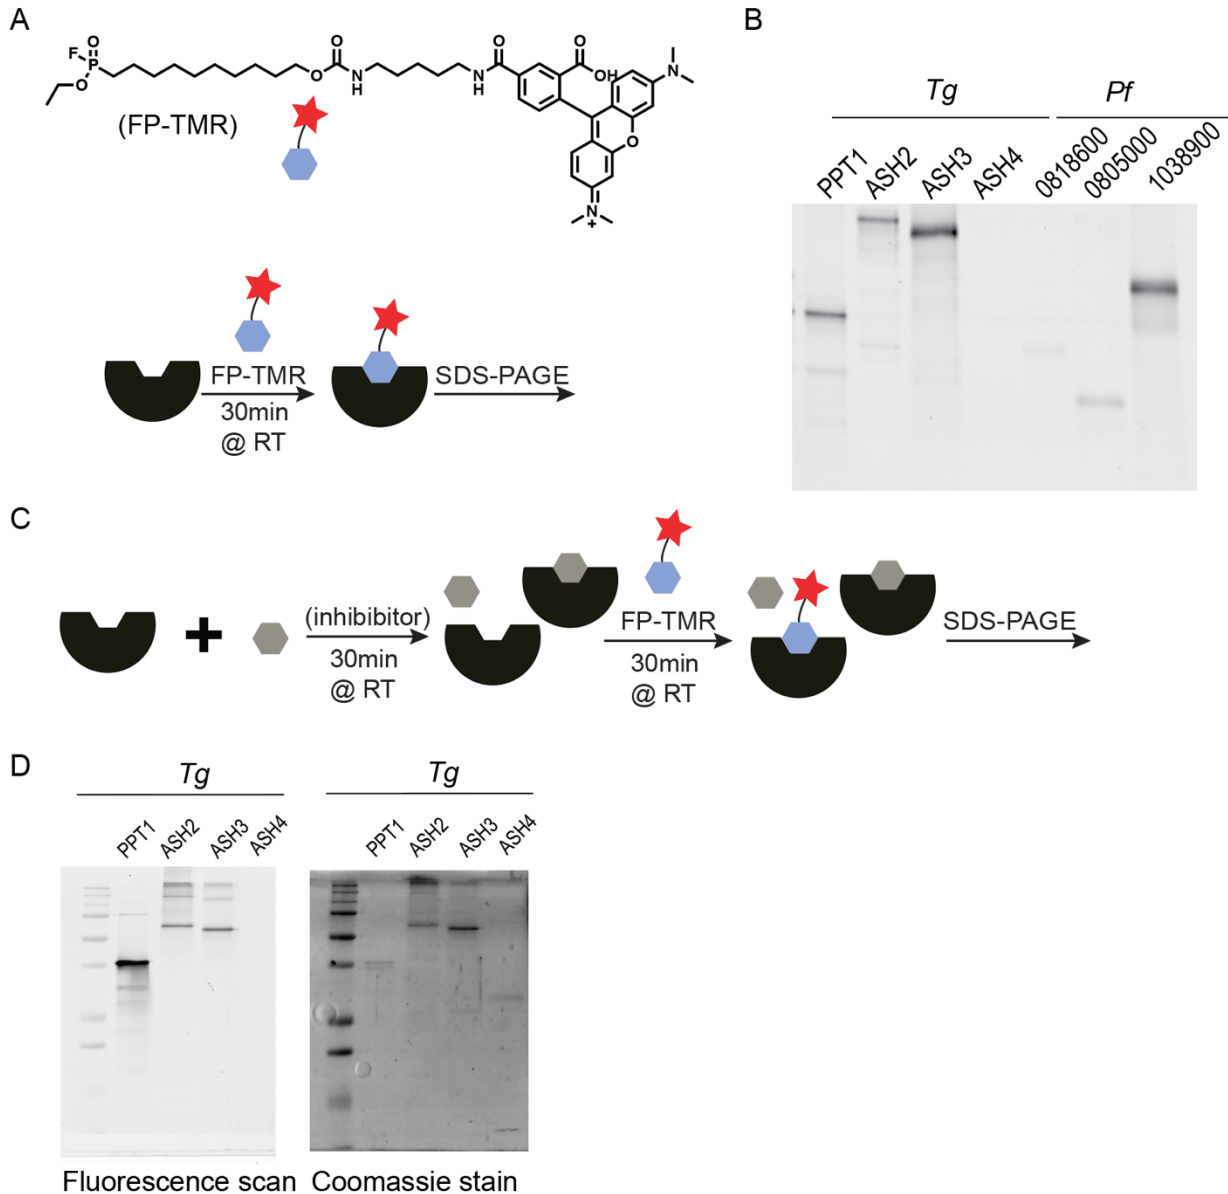 A
F
O
P
O
O
O
N
H
O
N
H
O
OH
N
O
N
+
(FP-TMR)
FP-TMR
30min
@ RT
SDS-PAGE
B
Tg
Pf
PPT1
ASH2
ASH3
ASH4
0818600
0805000
1038900
C
(inhibibitor)
30min
@ RT
FP-TMR
30min
@ RT
SDS-PAGE
D
Tg
PPT1
ASH2
ASH3
ASH4
Fluorescence scan
Tg
PPT1
ASH2
ASH3
ASH4
Coomassie stain